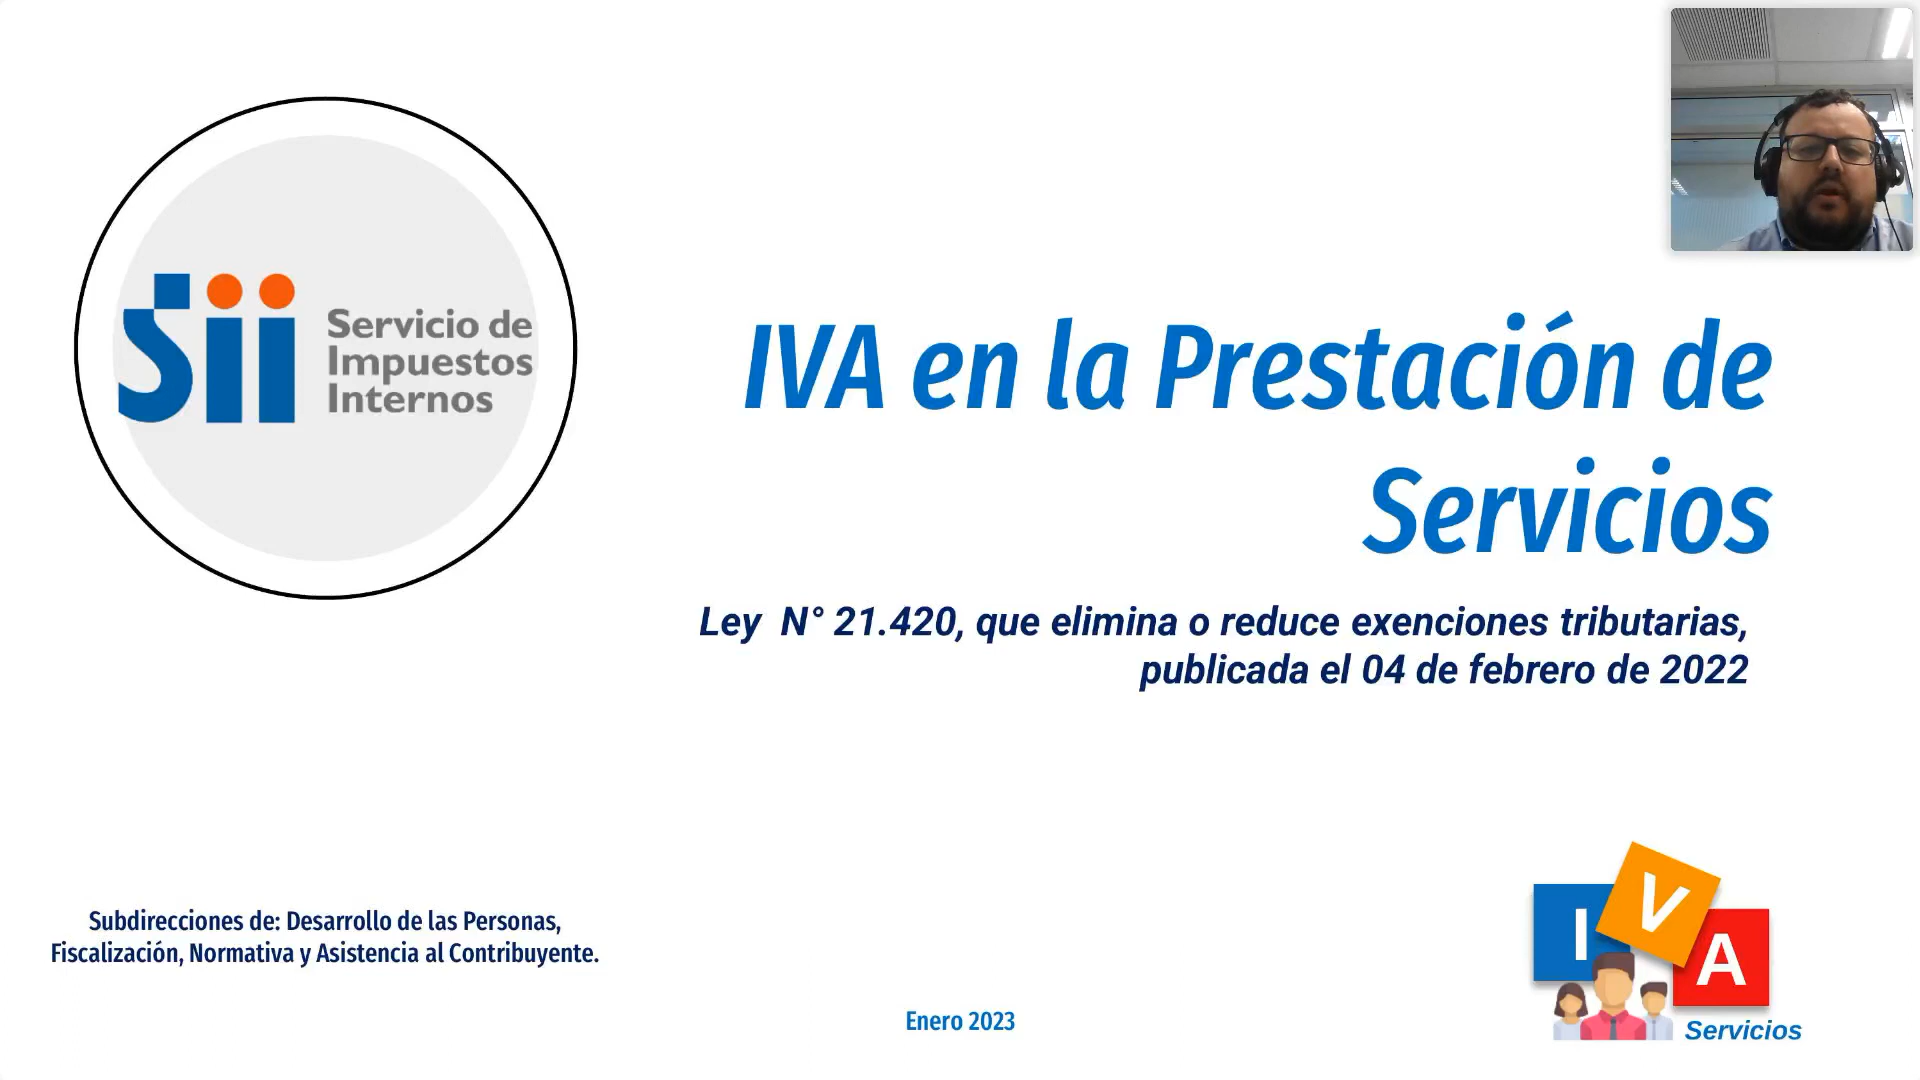 Sii
Servicio de
Impuestos
Internos
IVA en la Prestación de
Servicios
Ley N° 21.420, que elimina o reduce exenciones tributarias,
publicada el 04 de febrero de 2022
Subdirecciones de: Desarrollo de las Personas,
Fiscalización, Normativa y Asistencia al Contribuyente.
Enero 2023
IVA
Servicios